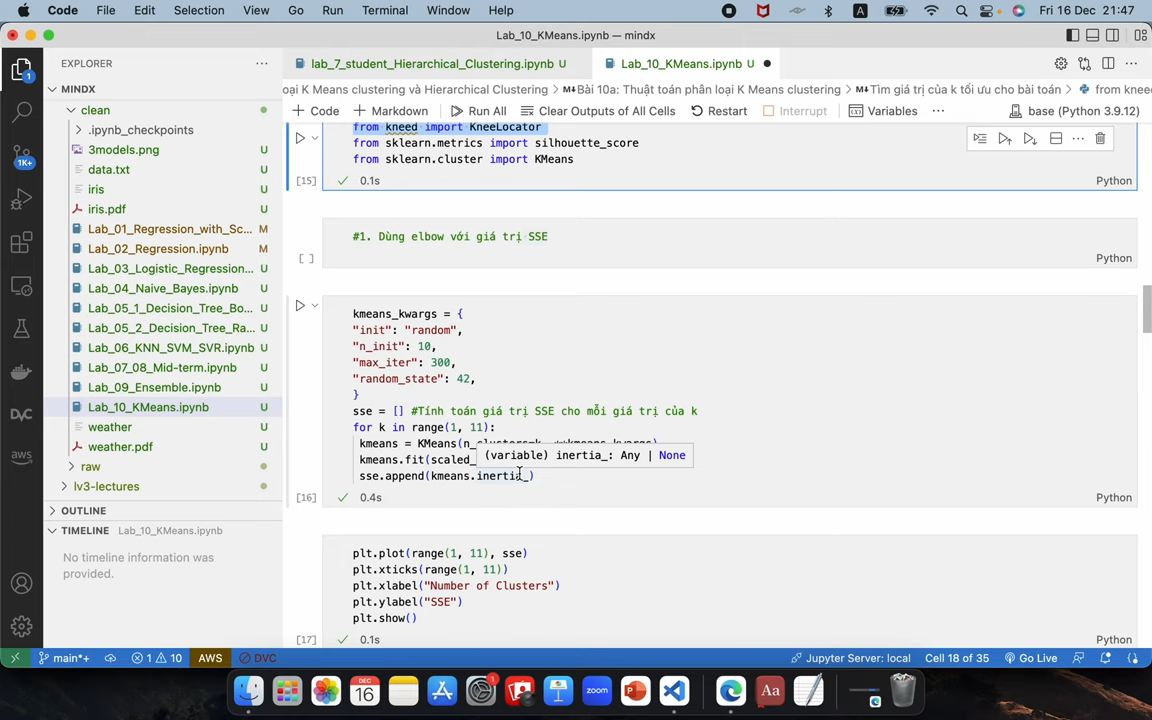 Code File Edit Selection View Go Run Terminal Window Help
A Fri 16 Dec 21:47
Lab_10_KMeans.ipynb — mindx
EXPLORER
lab_7_student_Hierarchical_Clustering.ipynb U
Lab_10_KMeans.ipynb U
oại K Means clustering và Hierarchical Clustering > M↓Bài 10a: Thuật toán phân loại K Means clustering > M↓Tìm giá trị của k tối ưu cho bài toán > from kneed
+ Code + Markdown Run All Clear Outputs of All Cells Restart Interrupt Variables ... base (Python 3.9.12)
MINDX
clean
.ipynb_checkpoints
3models.png U
data.txt U
iris U
iris.pdf U
Lab_01_Regression_with_Sc... M
Lab_02_Regression.ipynb M
Lab_03_Logistic_Regression... U
Lab_04_Naive_Bayes.ipynb U
Lab_05_1_Decision_Tree_Bo... U
Lab_05_2_Decision_Tree_Ra... U
Lab_06_KNN_SVM_SVR.ipynb U
Lab_07_08_Mid-term.ipynb U
Lab_09_Ensemble.ipynb U
Lab_10_KMeans.ipynb U
weather U
weather.pdf U
raw
lv3-lectures
OUTLINE
TIMELINE Lab_10_KMeans.ipynb
No timeline information was
provided.
1
1K+
DVC
aws
from kneed import KneeLocator
from sklearn.metrics import silhouette_score
from sklearn.cluster import KMeans
[15] 0.1s Python
#1. Dùng elbow với giá trị SSE
[ ] Python
kmeans_kwargs = {
"init": "random",
"n_init": 10,
"max_iter": 300,
"random_state": 42,
}
sse = [] #Tính toán giá trị SSE cho mỗi giá trị của k
for k in range(1, 11):
kmeans = KMeans(n_clusters=k, **kmeans_kwargs)
(variable) inertia_: Any | None
kmeans.fit(scaled_
sse.append(kmeans.inertia_)
[16] 0.4s Python
plt.plot(range(1, 11), sse)
plt.xticks(range(1, 11))
plt.xlabel("Number of Clusters")
plt.ylabel("SSE")
plt.show()
[17] 0.1s Python
main*+ 1 10 AWS DVC Jupyter Server: local Cell 18 of 35 Go Live
DEC
16
1
zoom
Aa